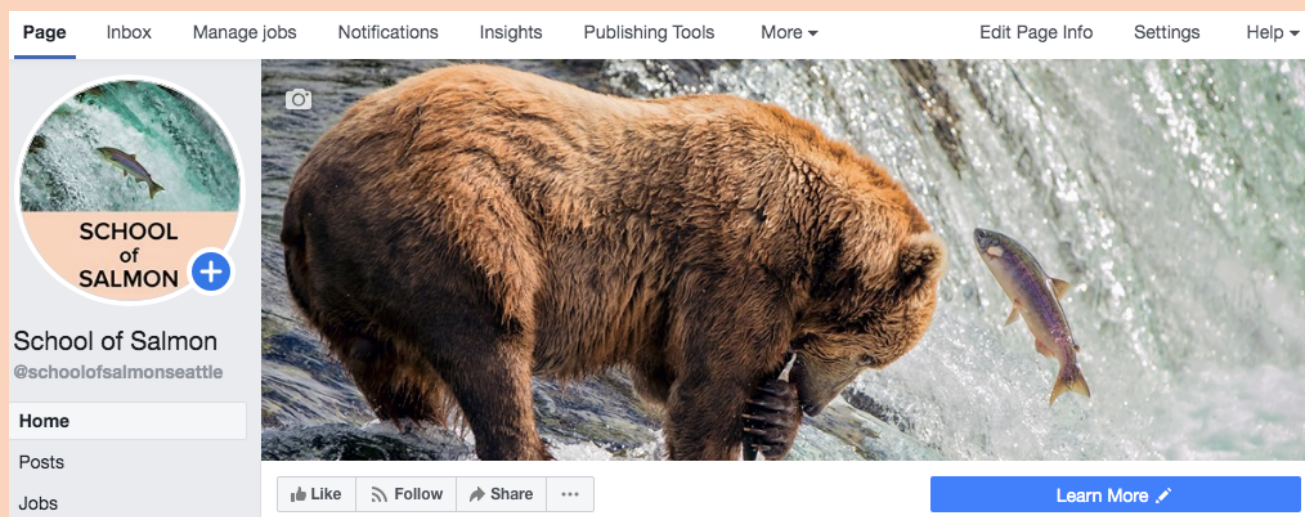 Page Inbox Manage jobs Notifications Insights Publishing Tools More Edit Page Info Settings Help
SCHOOL
of
SALMON
School of Salmon
@schoolofsalmonseattle
Home
Posts
Jobs
Like Follow Share ...
Learn More